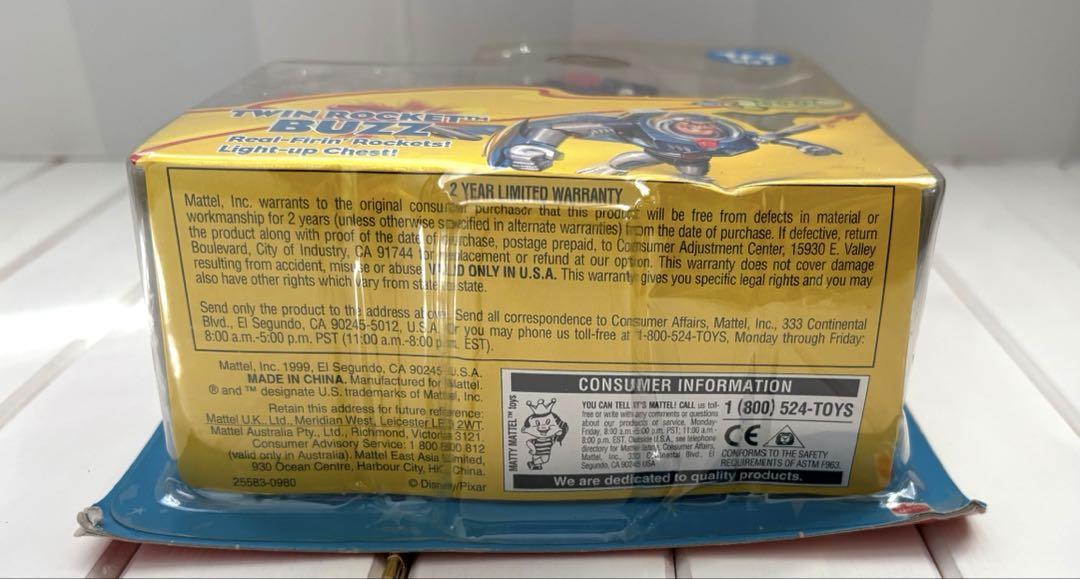 TWIN ROCKET™
BUZZ
Real-Firin' Rockets!
Light-up Chest!
2 YEAR LIMITED WARRANTY
Mattel, Inc. warrants to the original consumer purchaser that this product will be free from defects in material or
workmanship for 2 years (unless otherwise specified in alternate warranties) from the date of purchase. If defective, return
the product along with proof of the date of purchase, postage prepaid, to Comsumer Adjustment Center, 15930 E. Valley
Boulevard, City of Industry, CA 91744 for replacement or refund at our option. This warranty does not cover damage
resulting from accident, misuse or abuse. VALID ONLY IN U.S.A. This warranty gives you specific legal rights and you may
also have other rights which vary from state to state.
Send only the product to the address above. Send all correspondence to Consumer Affairs, Mattel, Inc., 333 Continental
Blvd., El Segundo, CA 90245-5012, U.S.A. Or you may phone us toll-free at 1-800-524-TOYS, Monday through Friday:
8:00 a.m.-5:00 p.m. PST (11:00 a.m.-8:00 p.m. EST).
Mattel, Inc. 1999, El Segundo, CA 90245 U.S.A.
MADE IN CHINA. Manufactured for Mattel.
® and ™ designate U.S. trademarks of Mattel, Inc.
Retain this address for future reference:
Mattel U.K., Ltd., Meridian West, Leicester LE3 2WT.
Mattel Australia Pty., Ltd., Richmond, Victoria 3121.
Consumer Advisory Service: 1 800 800 812
(valid only in Australia). Mattel East Asia Limited,
930 Ocean Centre, Harbour City, HK, China.
25583-0980
© Disney/Pixar
CONSUMER INFORMATION
MATTY MATTEL™ toys
YOU CAN TELL IT'S MATTEL! CALL us toll-
free or write with any comments or questions
about our products or service. Monday-
Friday, 8:00 a.m.-5:00 p.m. PST; 11:00 a.m.-
8:00 p.m. EST. Outside U.S.A., see telephone
directory for Mattel listing. Consumer Affairs,
Mattel, Inc., 333 Continental Blvd., El
Segundo, CA 90245 USA
1 (800) 524-TOYS
CE
CONFORMS TO THE SAFETY
REQUIREMENTS OF ASTM F963.
We are dedicated to quality products.